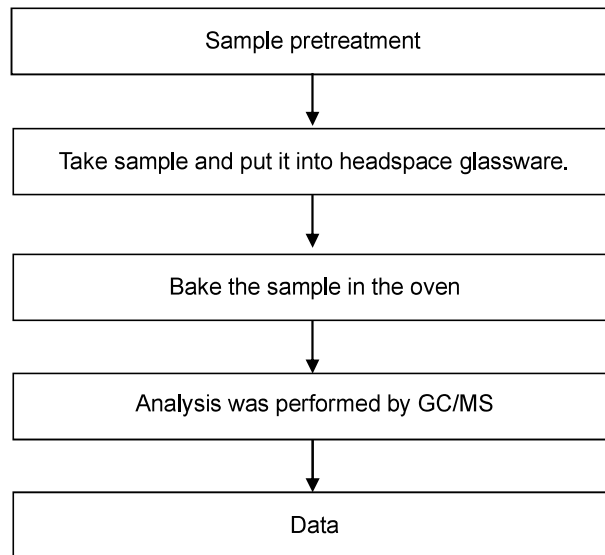 Sample pretreatment
Take sample and put it into headspace glassware.
Bake the sample in the oven
Analysis was performed by GC/MS
Data